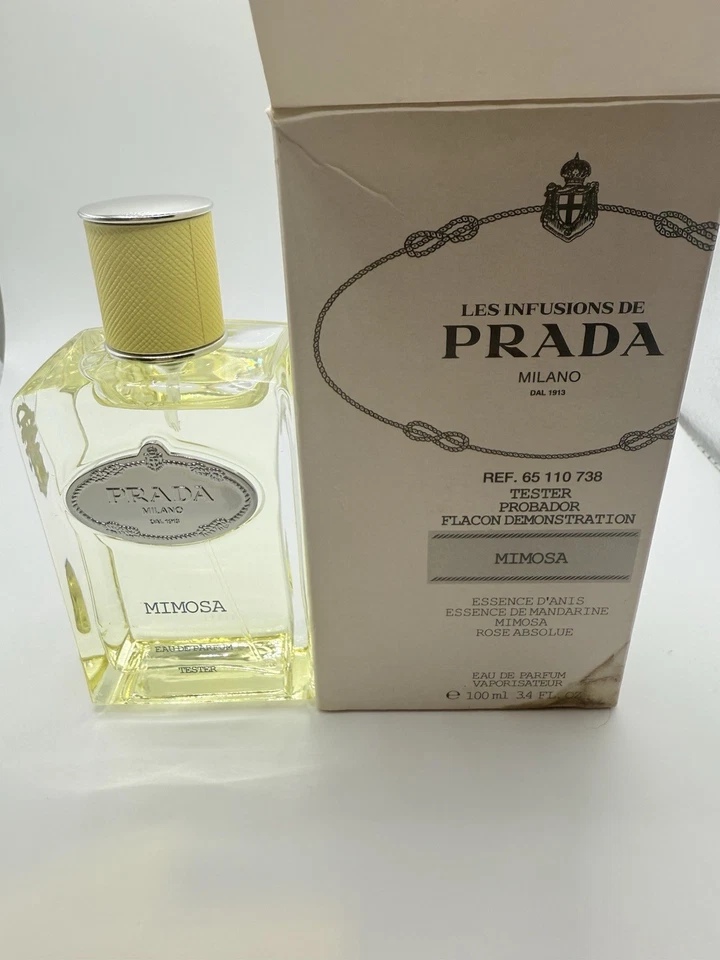 PRADA
MILANO
DAL 1913
MIMOSA
EAU DE PARFUM
TESTER
LES INFUSIONS DE
PRADA
MILANO
DAL 1913
REF. 65 110 738
TESTER
PROBADOR
FLACON DEMONSTRATION
MIMOSA
ESSENCE D'ANIS
ESSENCE DE MANDARINE
MIMOSA
ROSE ABSOLUE
EAU DE PARFUM
VAPORISATEUR
℮ 100 ml 3.4 FL. OZ